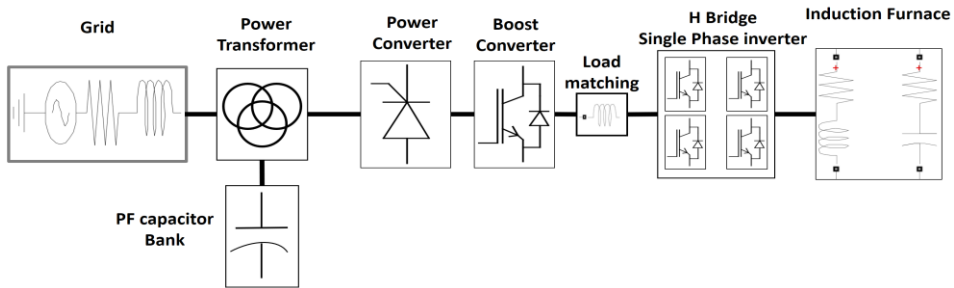 Grid
Power
Transformer
Power
Converter
Boost
Converter
Load
matching
H Bridge
Single Phase inverter
Induction Furnace
PF capacitor
Bank